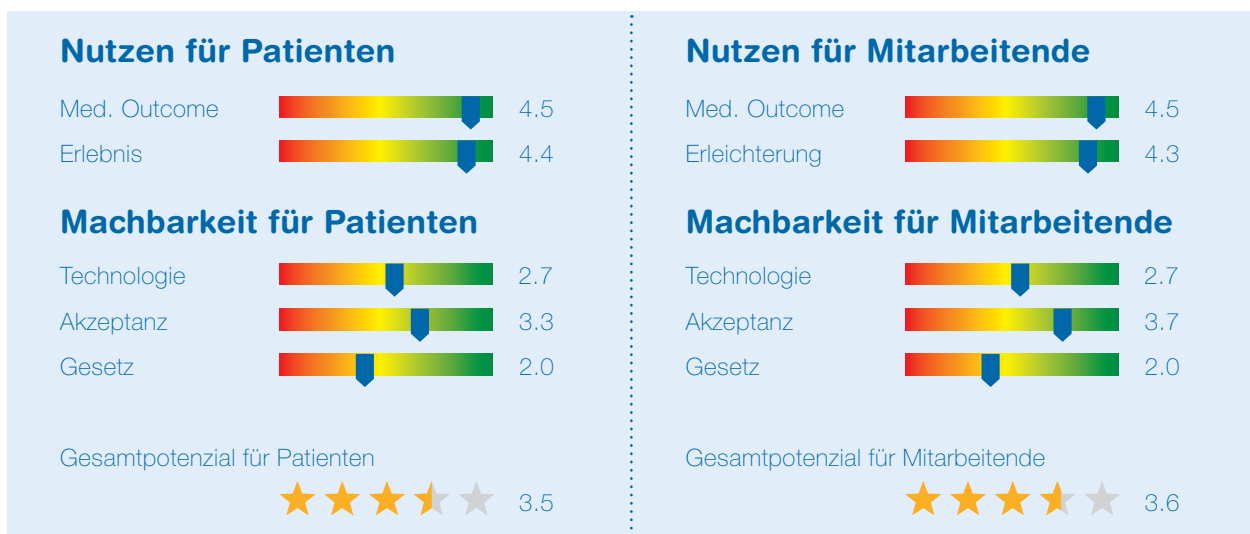 Nutzen für Patienten
Med. Outcome 4.5
Erlebnis 4.4
Machbarkeit für Patienten
Technologie 2.7
Akzeptanz 3.3
Gesetz 2.0
Gesamtpotenzial für Patienten
3.5
Nutzen für Mitarbeitende
Med. Outcome 4.5
Erleichterung 4.3
Machbarkeit für Mitarbeitende
Technologie 2.7
Akzeptanz 3.7
Gesetz 2.0
Gesamtpotenzial für Mitarbeitende
3.6